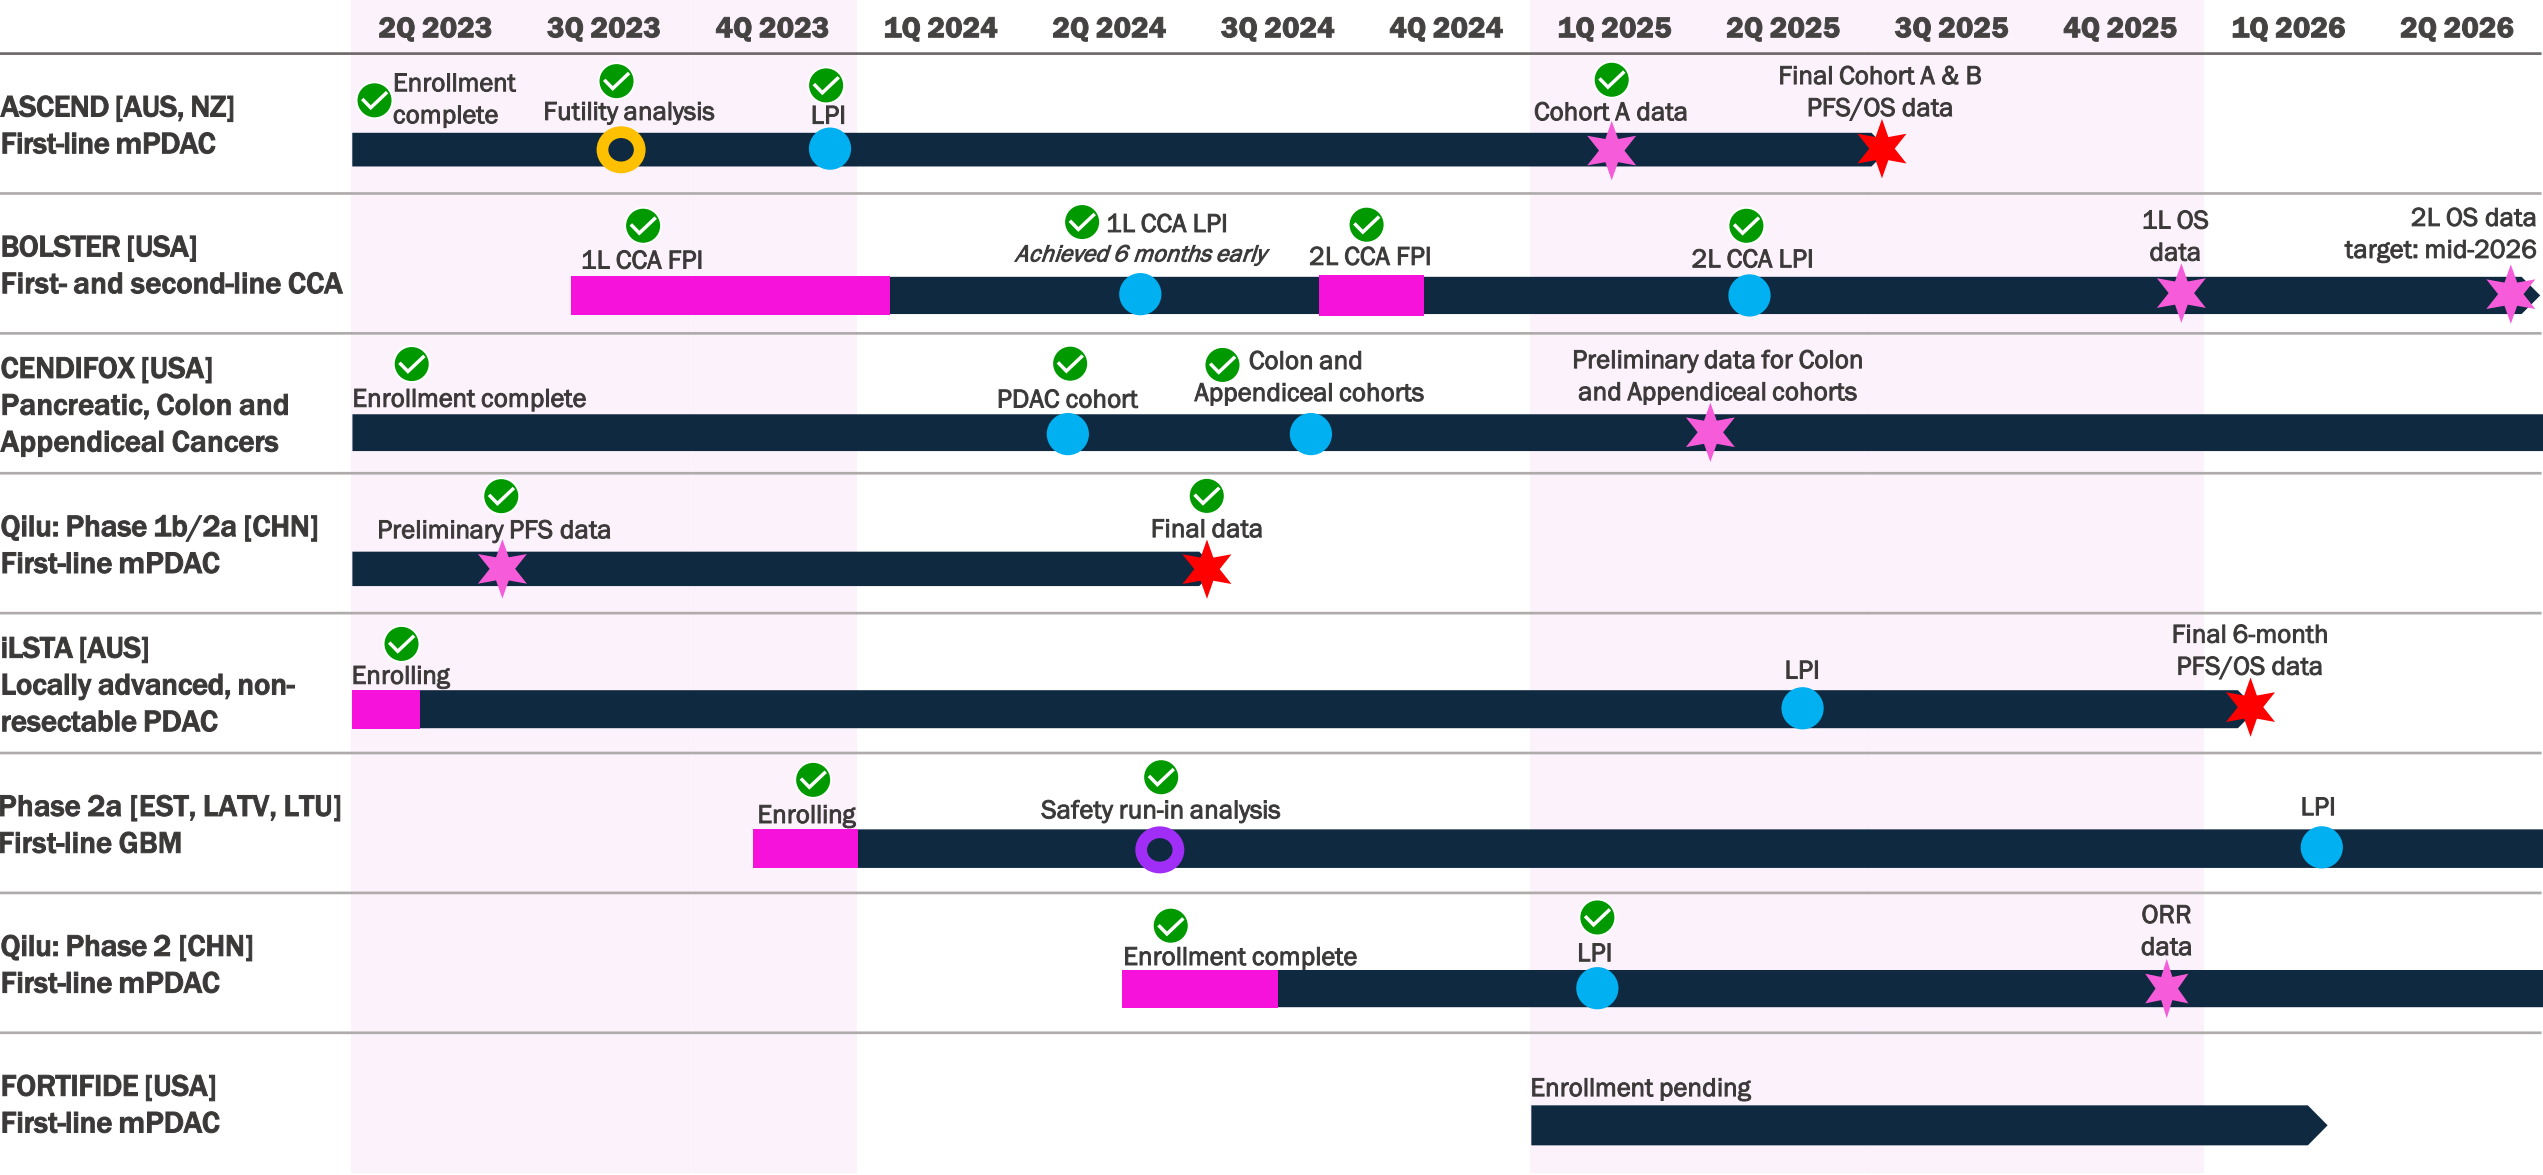 2Q 2023 3Q 2023 4Q 2023 1Q 2024 2Q 2024 3Q 2024 4Q 2024 1Q 2025 2Q 2025 3Q 2025 4Q 2025 1Q 2026 2Q 2026
ASCEND [AUS, NZ]
First-line mPDAC
Enrollment
complete
Futility analysis
LPI
Cohort A data
Final Cohort A & B
PFS/OS data
BOLSTER [USA]
First- and second-line CCA
1L CCA FPI
1L CCA LPI
Achieved 6 months early
2L CCA FPI
2L CCA LPI
1L OS
data
2L OS data
target: mid-2026
CENDIFOX [USA]
Pancreatic, Colon and
Appendiceal Cancers
Enrollment complete
PDAC cohort
Colon and
Appendiceal cohorts
Preliminary data for Colon
and Appendiceal cohorts
Qilu: Phase 1b/2a [CHN]
First-line mPDAC
Preliminary PFS data
Final data
iLSTA [AUS]
Locally advanced, non-
resectable PDAC
Enrolling
LPI
Final 6-month
PFS/OS data
Phase 2a [EST, LATV, LTU]
First-line GBM
Enrolling
Safety run-in analysis
LPI
Qilu: Phase 2 [CHN]
First-line mPDAC
Enrollment complete
LPI
ORR
data
FORTIFIDE [USA]
First-line mPDAC
Enrollment pending